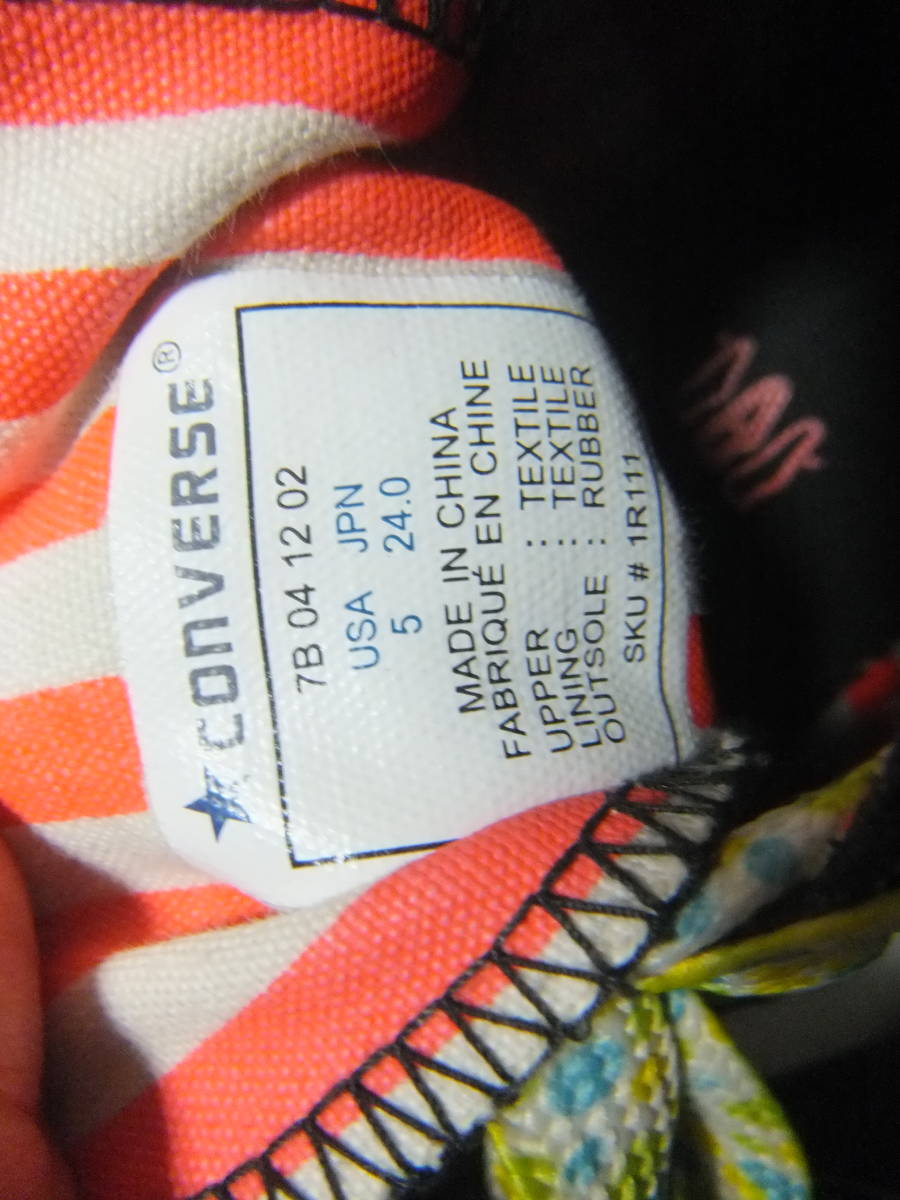 CONVERSE®
7B 04 12 02
USA JPN
5 24.0
MADE IN CHINA
FABRIQUÉ EN CHINE
UPPER : TEXTILE
LINING : TEXTILE
OUTSOLE : RUBBER
SKU # 1R111